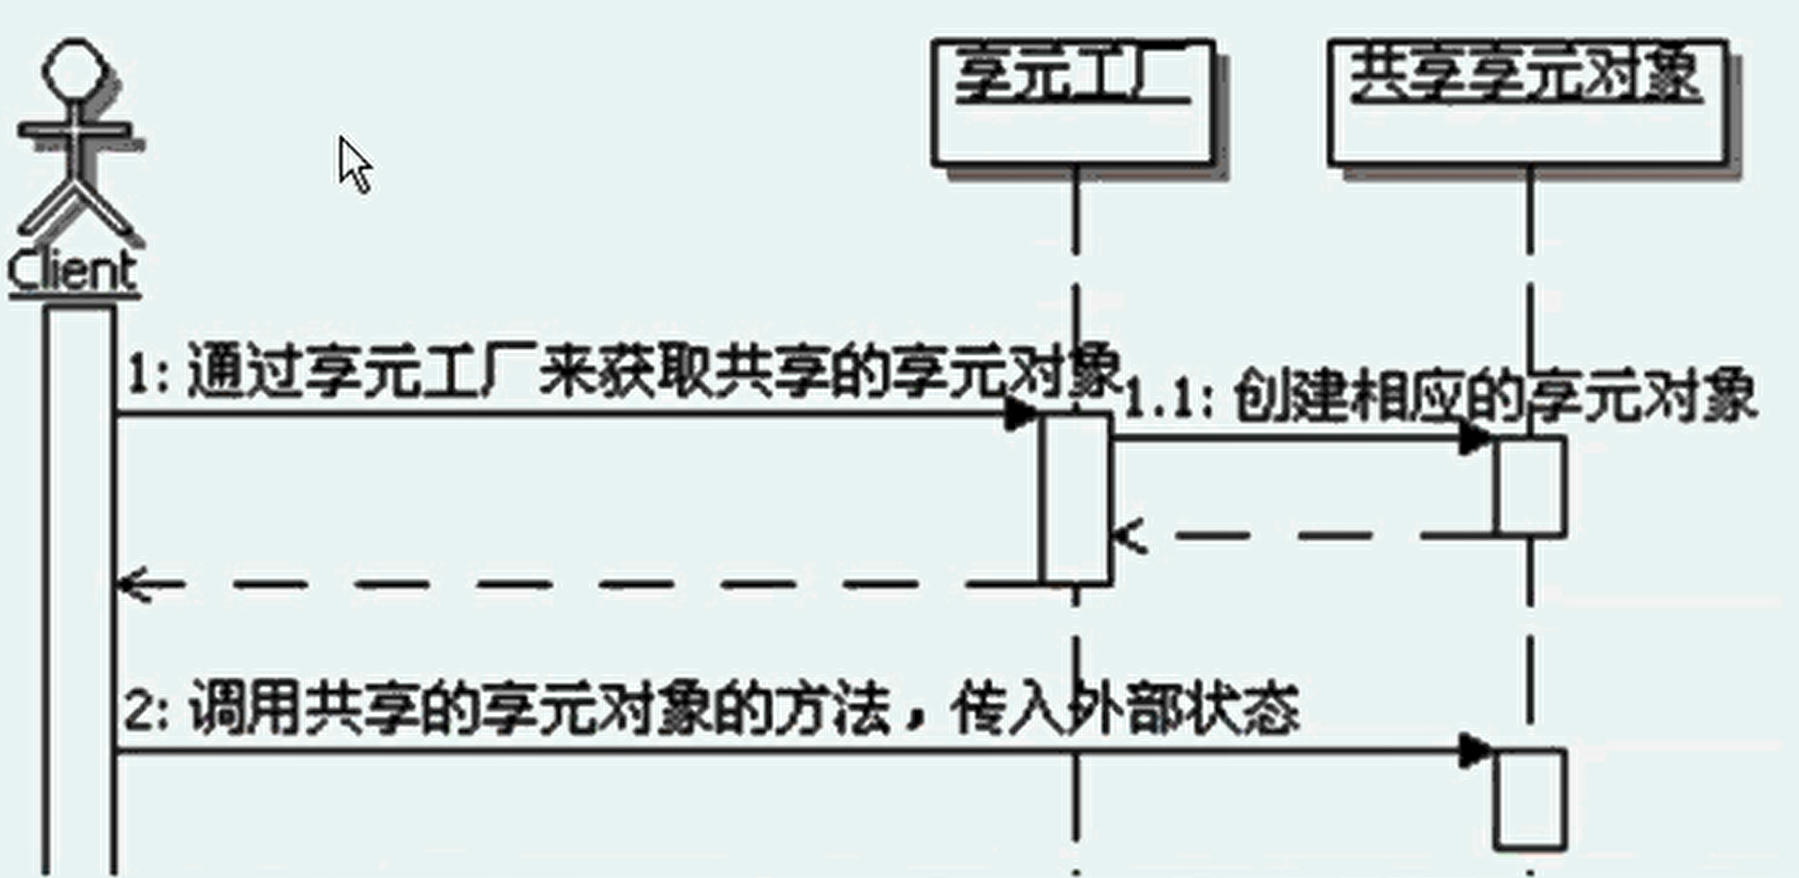 享元工厂
共享享元对象
Client
1: 通过享元工厂来获取共享的享元对象
1.1: 创建相应的享元对象
2: 调用共享的享元对象的方法，传入外部状态